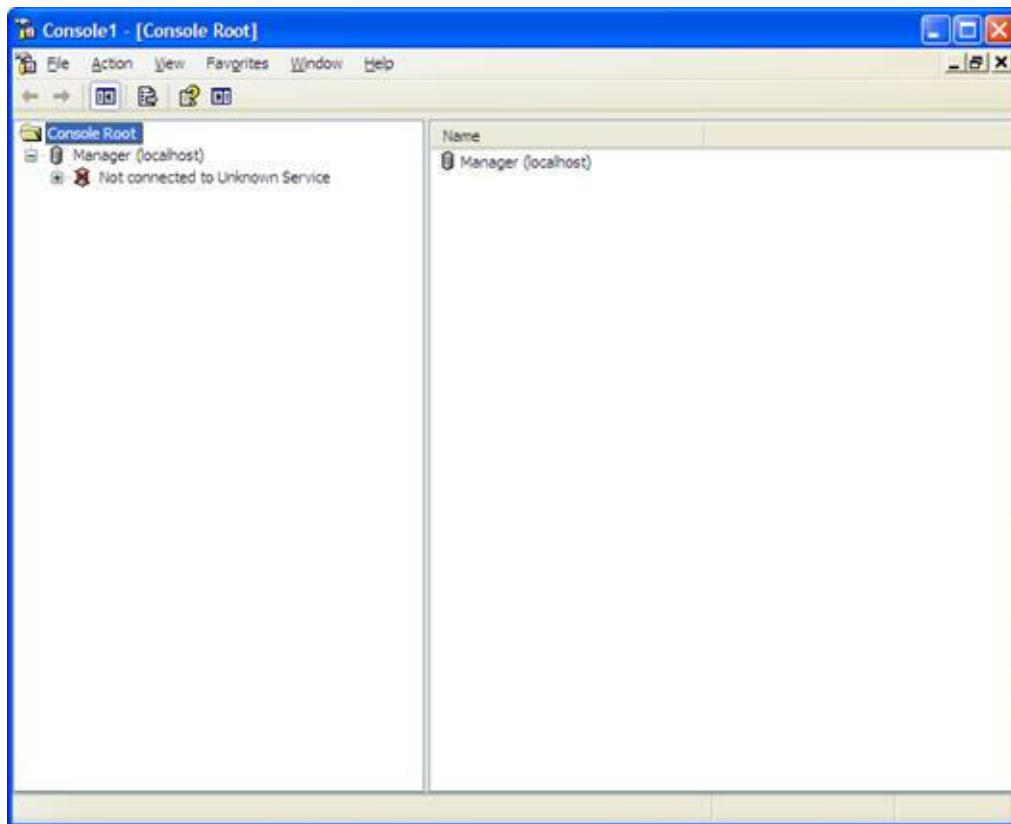 Console1 - [Console Root]
File Action View Favorites Window Help
Console Root
Manager (localhost)
Not connected to Unknown Service
Name
Manager (localhost)